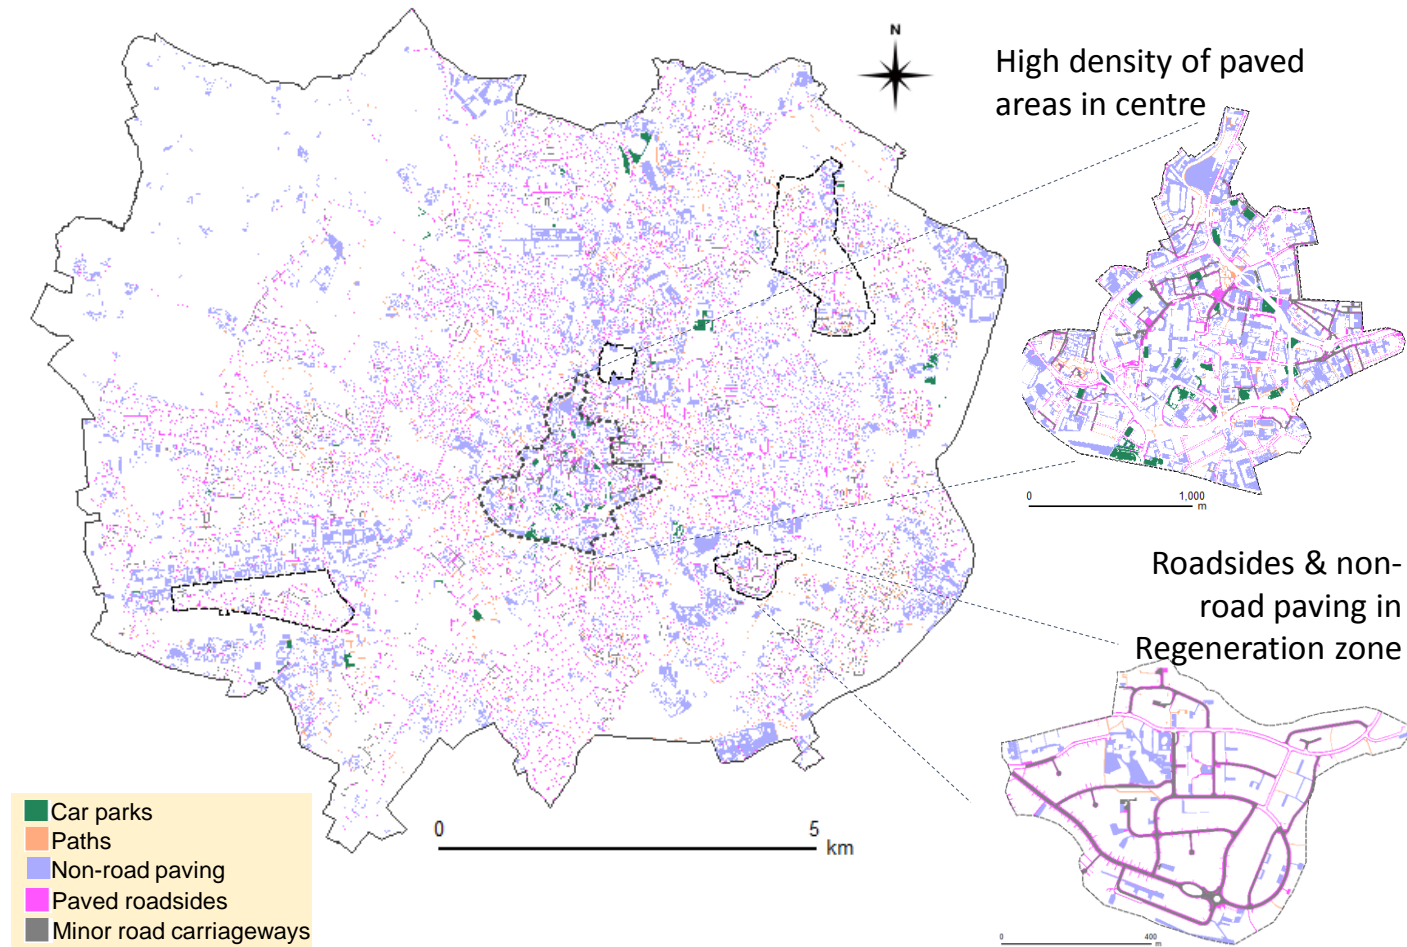 N
High density of paved
areas in centre
0 1,000
m
Roadsides & non-
road paving in
Regeneration zone
Car parks
Paths
Non-road paving
Paved roadsides
Minor road carriageways
0 5
km
0 400
m